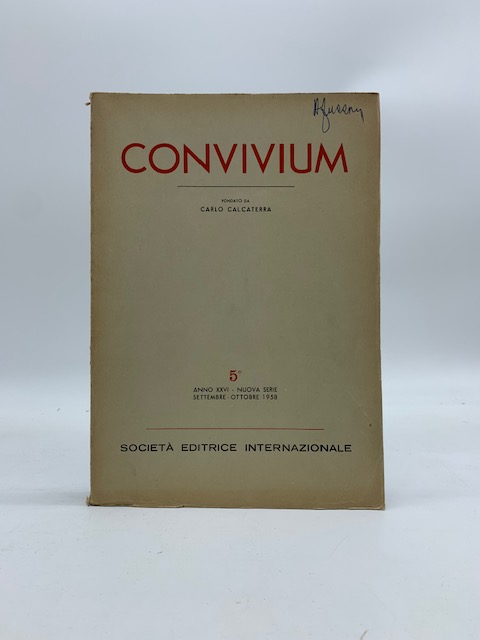 CONVIVIUM
FONDATO DA
CARLO CALCATERRA
5°
ANNO XXVI - NUOVA SERIE
SETTEMBRE - OTTOBRE 1958
SOCIETÀ EDITRICE INTERNAZIONALE